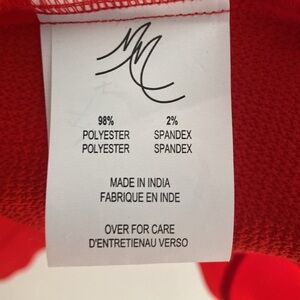 98% 2%
POLYESTER SPANDEX
POLYESTER SPANDEX
MADE IN INDIA
FABRIQUE EN INDE
OVER FOR CARE
D'ENTRETIENAU VERSO